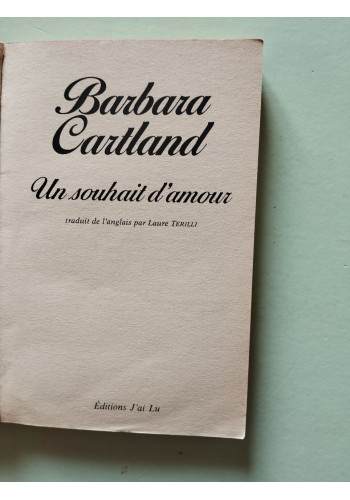 Barbara
Cartland
Un souhait d'amour
traduit de l'anglais par Laure TERILLI
Éditions J'ai Lu